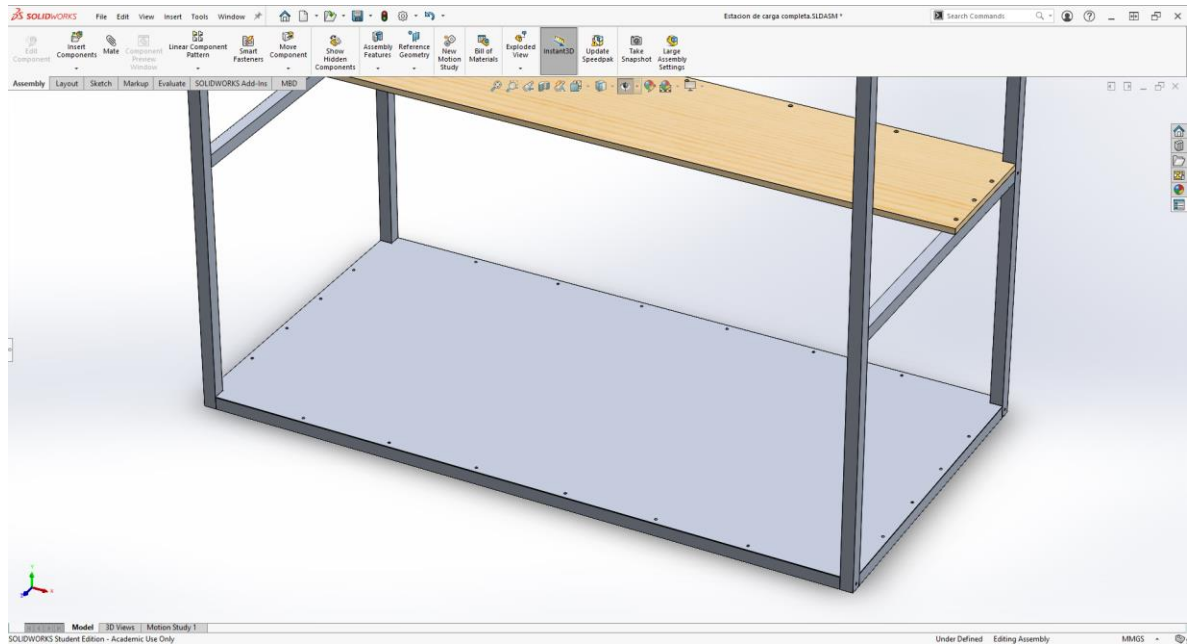 SOLIDWORKS File Edit View Insert Tools Window Estacion de carga completa.SLDASM * Search Commands
Edit Component Insert Components Mate Component Preview Window Linear Component Pattern Smart Fasteners Move Component Show Hidden Components Assembly Features Reference Geometry New Motion Study Bill of Materials Exploded View Instant3D Update Speedpak Take Snapshot Large Assembly Settings
Assembly Layout Sketch Markup Evaluate SOLIDWORKS Add-Ins MBD
Model 3D Views Motion Study 1
SOLIDWORKS Student Edition - Academic Use Only Under Defined Editing Assembly MMGS